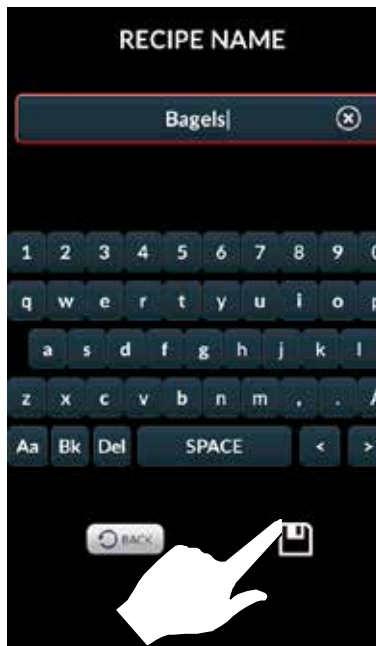 RECIPE NAME
Bagels
1 2 3 4 5 6 7 8 9
q w e r t y u i o p
a s d f g h j k l
z x c v b n m , .
Aa Bk Del SPACE < >
BACK